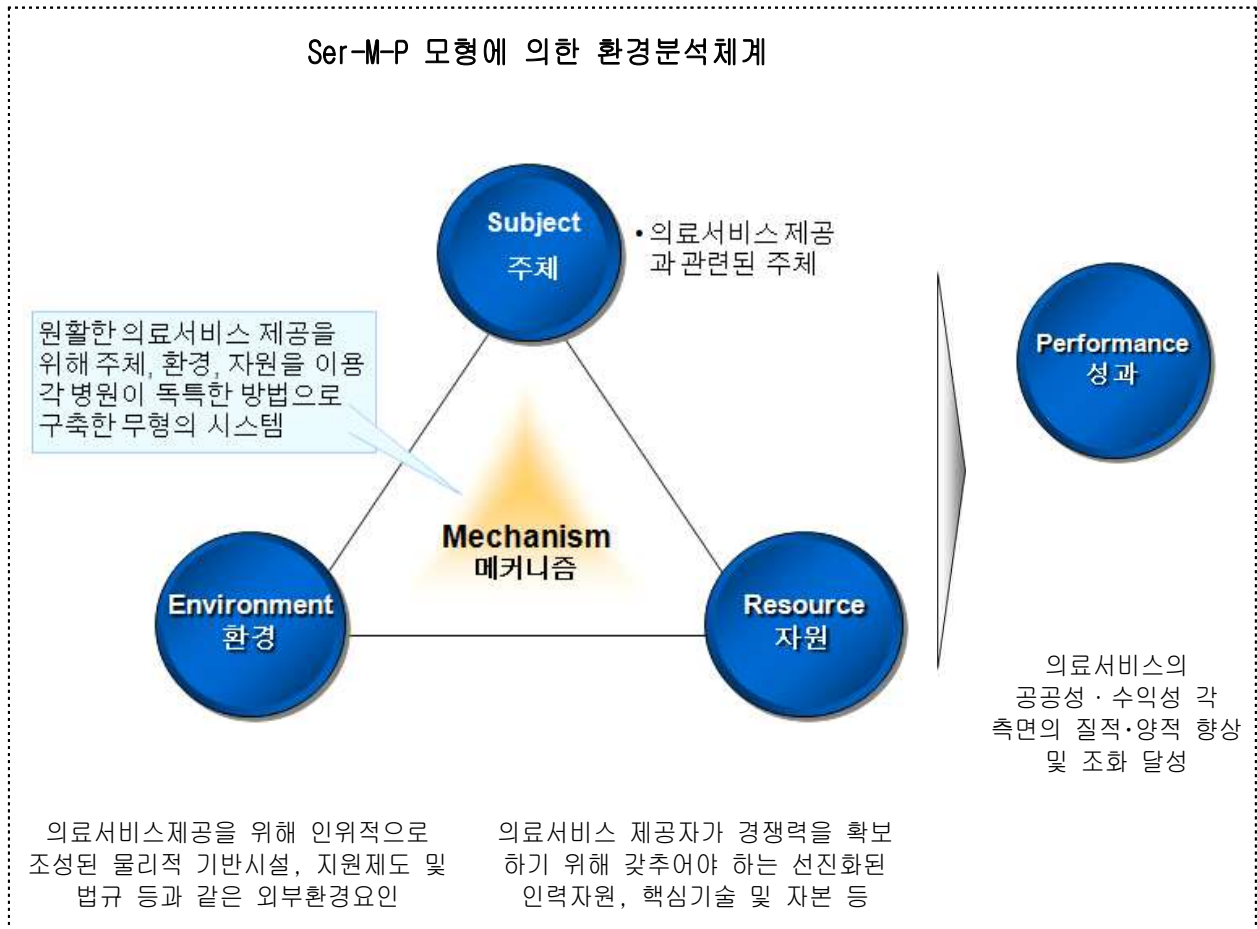 Ser-M-P 모형에 의한 환경분석체계
Subject
주체
• 의료서비스 제공
과 관련된 주체
원활한 의료서비스 제공을
위해 주체, 환경, 자원을 이용
각 병원이 독특한 방법으로
구축한 무형의 시스템
Performance
성과
Mechanism
메커니즘
Environment
환경
Resource
자원
의료서비스의
공공성 · 수익성 각
측면의 질적·양적 향상
및 조화 달성
의료서비스제공을 위해 인위적으로
조성된 물리적 기반시설, 지원제도 및
법규 등과 같은 외부환경요인
의료서비스 제공자가 경쟁력을 확보
하기 위해 갖추어야 하는 선진화된
인력자원, 핵심기술 및 자본 등